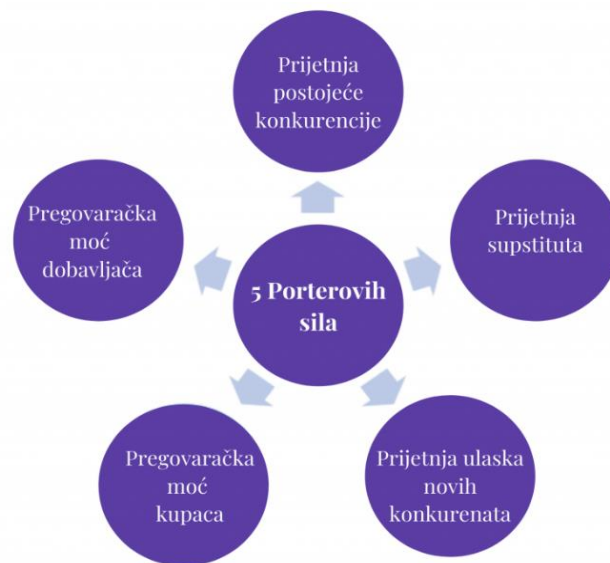 Prijetnja
postojeće
konkurencije
Pregovaračka
moć
dobavljača
Prijetnja
supstituta
5 Porterovih
sila
Pregovaračka
moć
kupaca
Prijetnja ulaska
novih
konkurenata